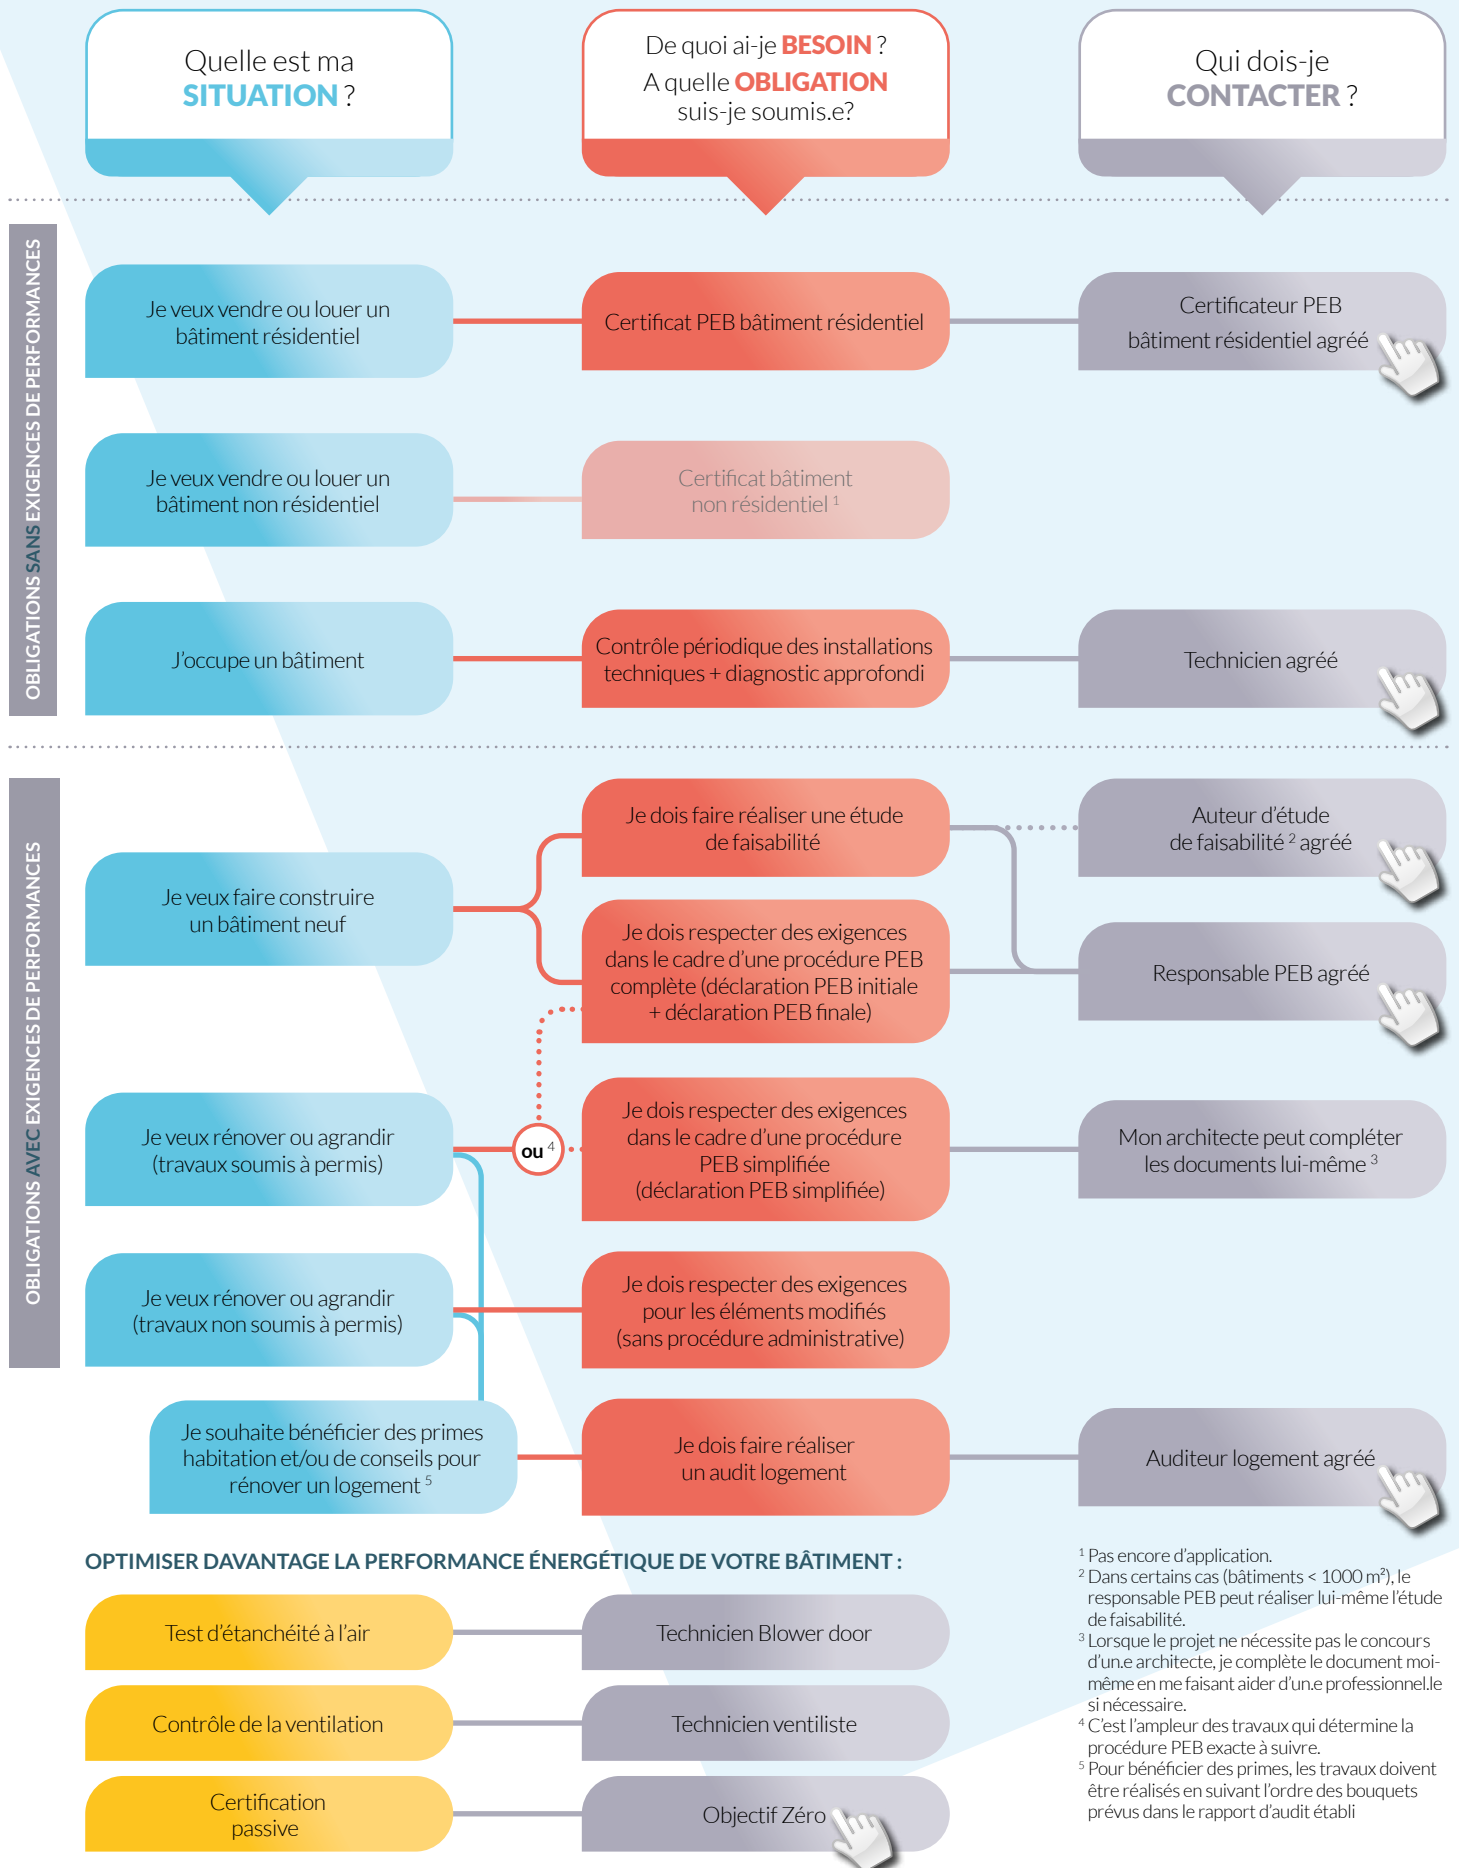 Quelle est ma
SITUATION ?
De quoi ai-je BESOIN ?
A quelle OBLIGATION
suis-je soumis.e?
Qui dois-je
CONTACTER ?
OBLIGATIONS SANS EXIGENCES DE PERFORMANCES
Je veux vendre ou louer un
bâtiment résidentiel
Certificat PEB bâtiment résidentiel
Certificateur PEB
bâtiment résidentiel agréé
Je veux vendre ou louer un
bâtiment non résidentiel
Certificat bâtiment
non résidentiel 1
J'occupe un bâtiment
Contrôle périodique des installations
techniques + diagnostic approfondi
Technicien agréé
OBLIGATIONS AVEC EXIGENCES DE PERFORMANCES
Je veux faire construire
un bâtiment neuf
Je dois faire réaliser une étude
de faisabilité
Auteur d'étude
de faisabilité 2 agréé
Je dois respecter des exigences
dans le cadre d'une procédure PEB
complète (déclaration PEB initiale
+ déclaration PEB finale)
Responsable PEB agréé
Je veux rénover ou agrandir
(travaux soumis à permis)
ou 4
Je dois respecter des exigences
dans le cadre d'une procédure
PEB simplifiée
(déclaration PEB simplifiée)
Mon architecte peut compléter
les documents lui-même 3
Je veux rénover ou agrandir
(travaux non soumis à permis)
Je dois respecter des exigences
pour les éléments modifiés
(sans procédure administrative)
Je souhaite bénéficier des primes
habitation et/ou de conseils pour
rénover un logement 5
Je dois faire réaliser
un audit logement
Auditeur logement agréé
OPTIMISER DAVANTAGE LA PERFORMANCE ÉNERGÉTIQUE DE VOTRE BÂTIMENT :
Test d'étanchéité à l'air
Technicien Blower door
Contrôle de la ventilation
Technicien ventiliste
Certification
passive
Objectif Zéro
1 Pas encore d'application.
2 Dans certains cas (bâtiments < 1000 m²), le
responsable PEB peut réaliser lui-même l'étude
de faisabilité.
3 Lorsque le projet ne nécessite pas le concours
d'un.e architecte, je complète le document moi-
même en me faisant aider d'un.e professionnel.le
si nécessaire.
4 C'est l'ampleur des travaux qui détermine la
procédure PEB exacte à suivre.
5 Pour bénéficier des primes, les travaux doivent
être réalisés en suivant l'ordre des bouquets
prévus dans le rapport d'audit établi